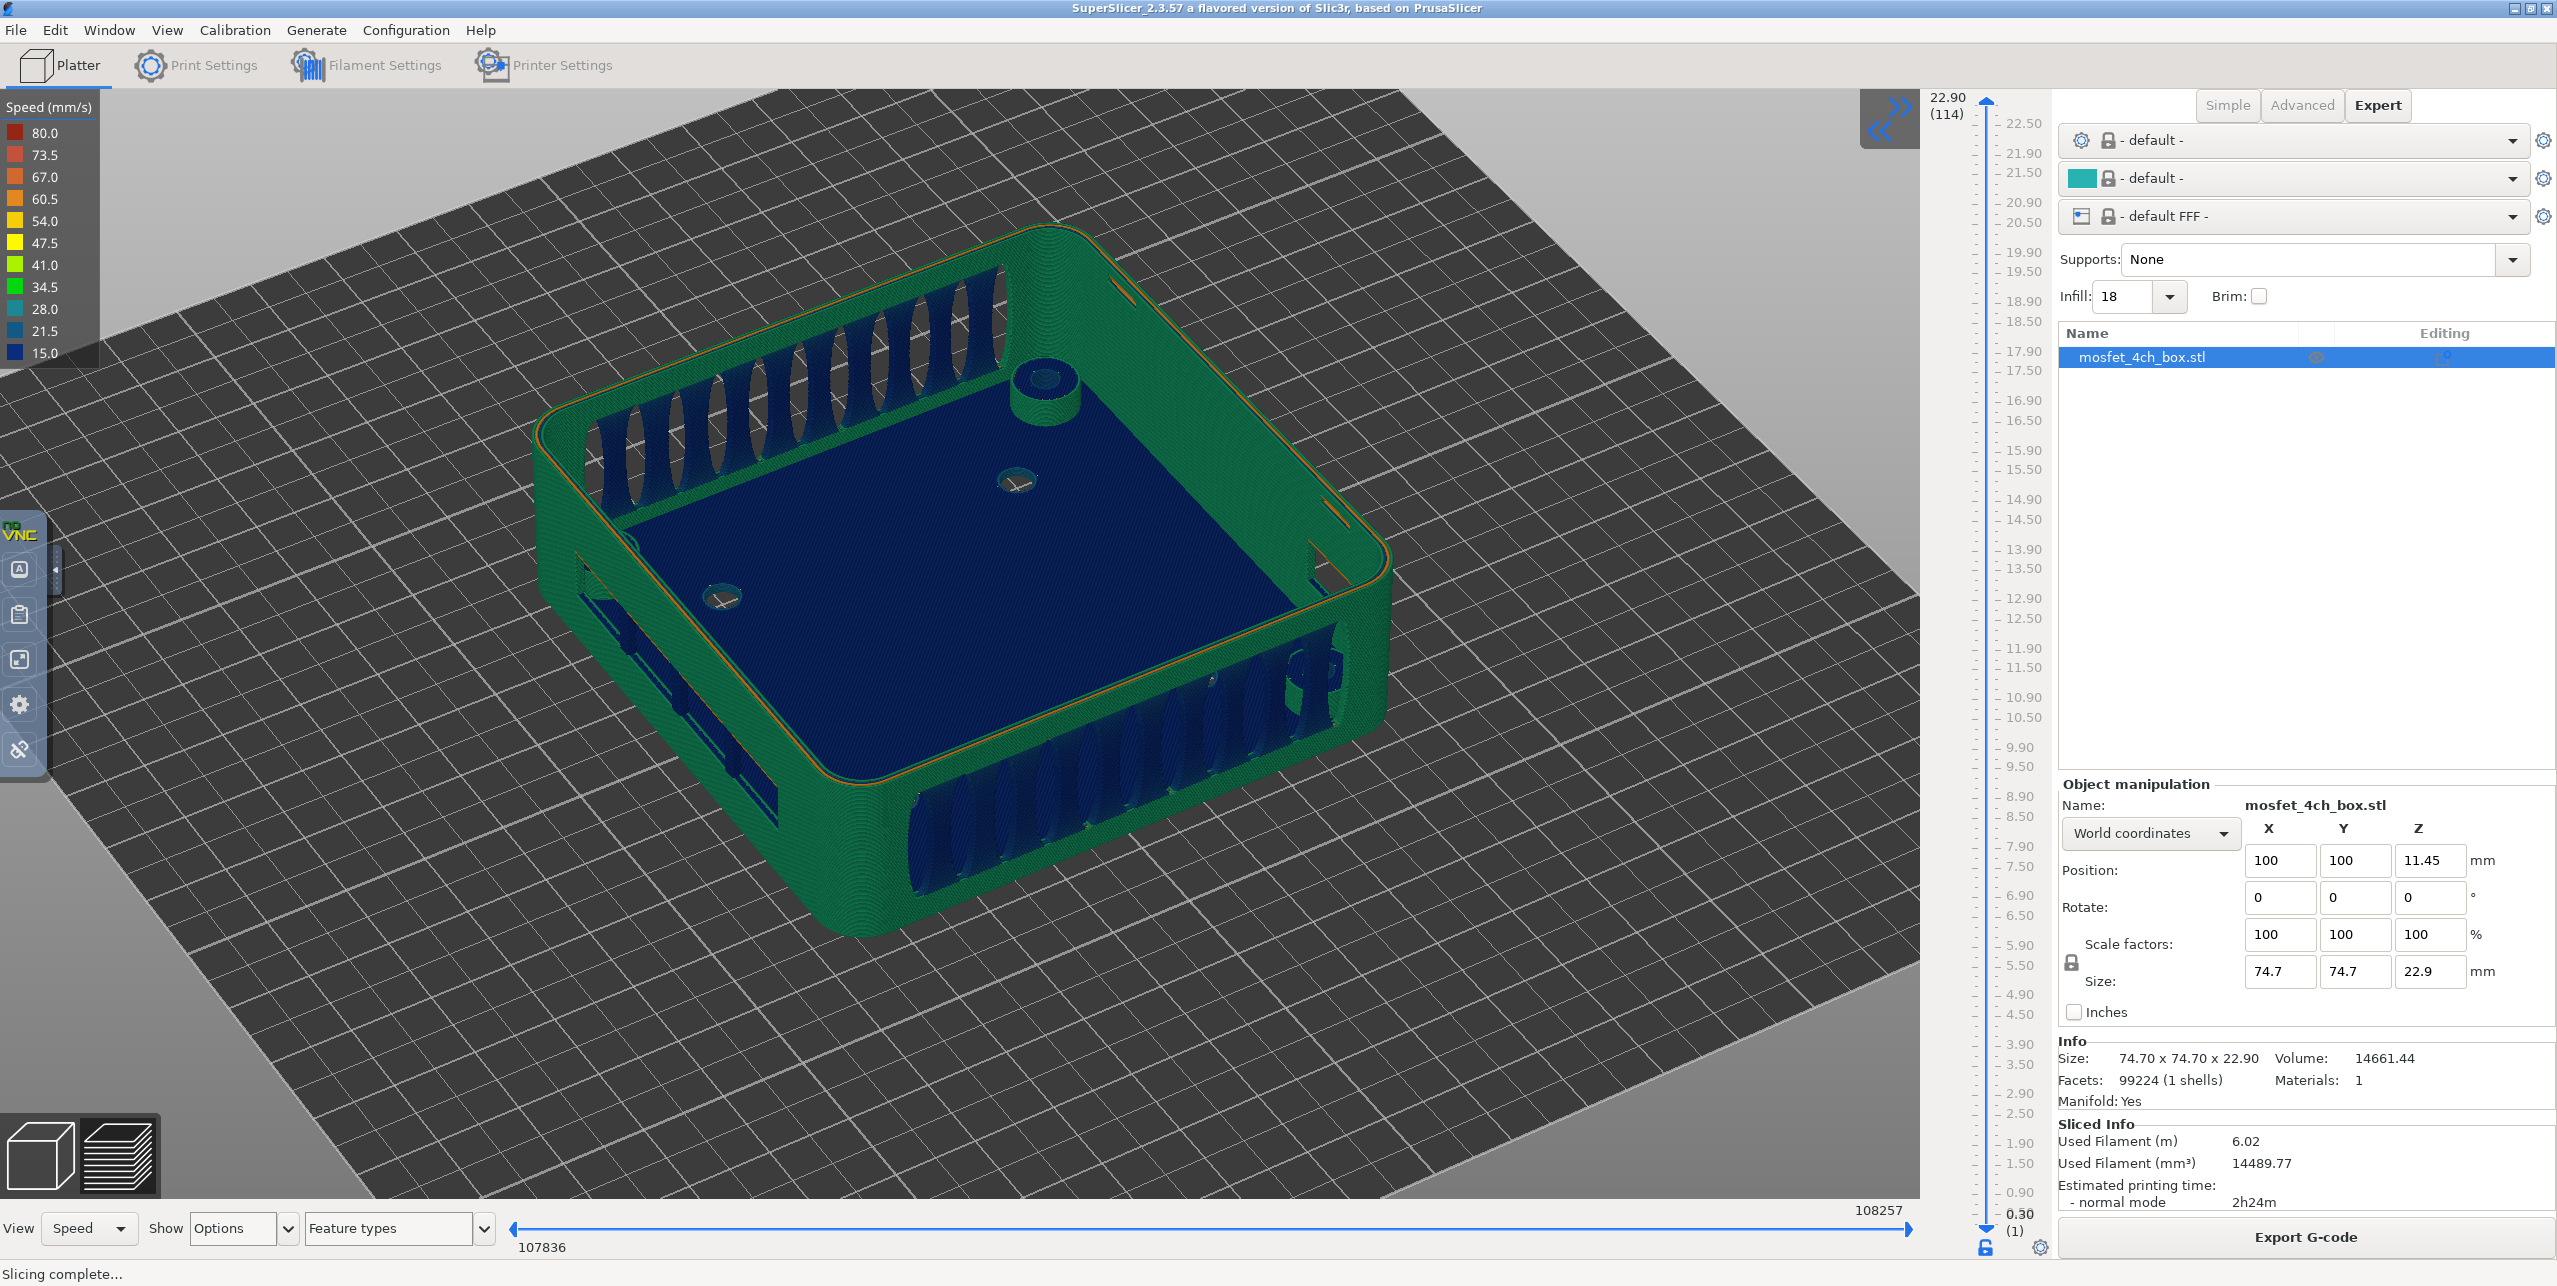 SuperSlicer_2.3.57 a flavored version of Slic3r, based on PrusaSlicer
File Edit Window View Calibration Generate Configuration Help
Platter Print Settings Filament Settings Printer Settings
Speed (mm/s)
80.0
73.5
67.0
60.5
54.0
47.5
41.0
34.5
28.0
21.5
15.0
no
VNC
A
22.90
(114)
22.50
21.90
21.50
20.90
20.50
19.90
19.50
18.90
18.50
17.90
17.50
16.90
16.50
15.90
15.50
14.90
14.50
13.90
13.50
12.90
12.50
11.90
11.50
10.90
10.50
9.90
9.50
8.90
8.50
7.90
7.50
6.90
6.50
5.90
5.50
4.90
4.50
3.90
3.50
2.90
2.50
1.90
1.50
0.90
0.30
(1)
Simple Advanced Expert
- default -
- default -
- default FFF -
Supports: None
Infill: 18 Brim:
Name Editing
mosfet_4ch_box.stl
Object manipulation
Name: mosfet_4ch_box.stl
World coordinates X Y Z
Position: 100 100 11.45 mm
Rotate: 0 0 0 °
Scale factors: 100 100 100 %
Size: 74.7 74.7 22.9 mm
Inches
Info
Size: 74.70 x 74.70 x 22.90 Volume: 14661.44
Facets: 99224 (1 shells) Materials: 1
Manifold: Yes
Sliced Info
Used Filament (m) 6.02
Used Filament (mm³) 14489.77
Estimated printing time:
- normal mode 2h24m
Export G-code
View Speed Show Options Feature types
108257
107836
Slicing complete...